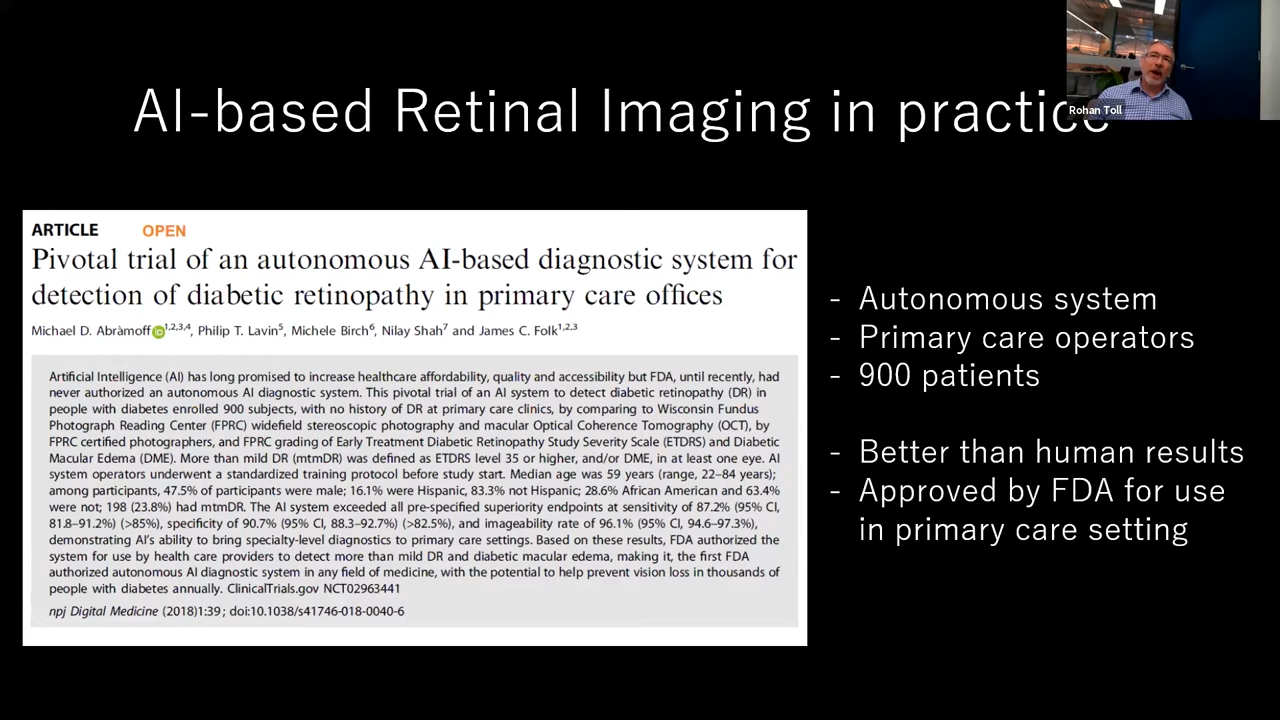 AI-based Retinal Imaging in practice
Rohan Toll
ARTICLE OPEN
Pivotal trial of an autonomous AI-based diagnostic system for
detection of diabetic retinopathy in primary care offices
Michael D. Abràmoff iD 1,2,3,4, Philip T. Lavin5, Michele Birch6, Nilay Shah7 and James C. Folk1,2,3
Artificial Intelligence (AI) has long promised to increase healthcare affordability, quality and accessibility but FDA, until recently, had
never authorized an autonomous AI diagnostic system. This pivotal trial of an AI system to detect diabetic retinopathy (DR) in
people with diabetes enrolled 900 subjects, with no history of DR at primary care clinics, by comparing to Wisconsin Fundus
Photograph Reading Center (FPRC) widefield stereoscopic photography and macular Optical Coherence Tomography (OCT), by
FPRC certified photographers, and FPRC grading of Early Treatment Diabetic Retinopathy Study Severity Scale (ETDRS) and Diabetic
Macular Edema (DME). More than mild DR (mtmDR) was defined as ETDRS level 35 or higher, and/or DME, in at least one eye. AI
system operators underwent a standardized training protocol before study start. Median age was 59 years (range, 22–84 years);
among participants, 47.5% of participants were male; 16.1% were Hispanic, 83.3% not Hispanic; 28.6% African American and 63.4%
were not; 198 (23.8%) had mtmDR. The AI system exceeded all pre-specified superiority endpoints at sensitivity of 87.2% (95% CI,
81.8–91.2%) (>85%), specificity of 90.7% (95% CI, 88.3–92.7%) (>82.5%), and imageability rate of 96.1% (95% CI, 94.6–97.3%),
demonstrating AI's ability to bring specialty-level diagnostics to primary care settings. Based on these results, FDA authorized the
system for use by health care providers to detect more than mild DR and diabetic macular edema, making it, the first FDA
authorized autonomous AI diagnostic system in any field of medicine, with the potential to help prevent vision loss in thousands of
people with diabetes annually. ClinicalTrials.gov NCT02963441
npj Digital Medicine (2018)1:39 ; doi:10.1038/s41746-018-0040-6
- Autonomous system
- Primary care operators
- 900 patients
- Better than human results
- Approved by FDA for use
in primary care setting